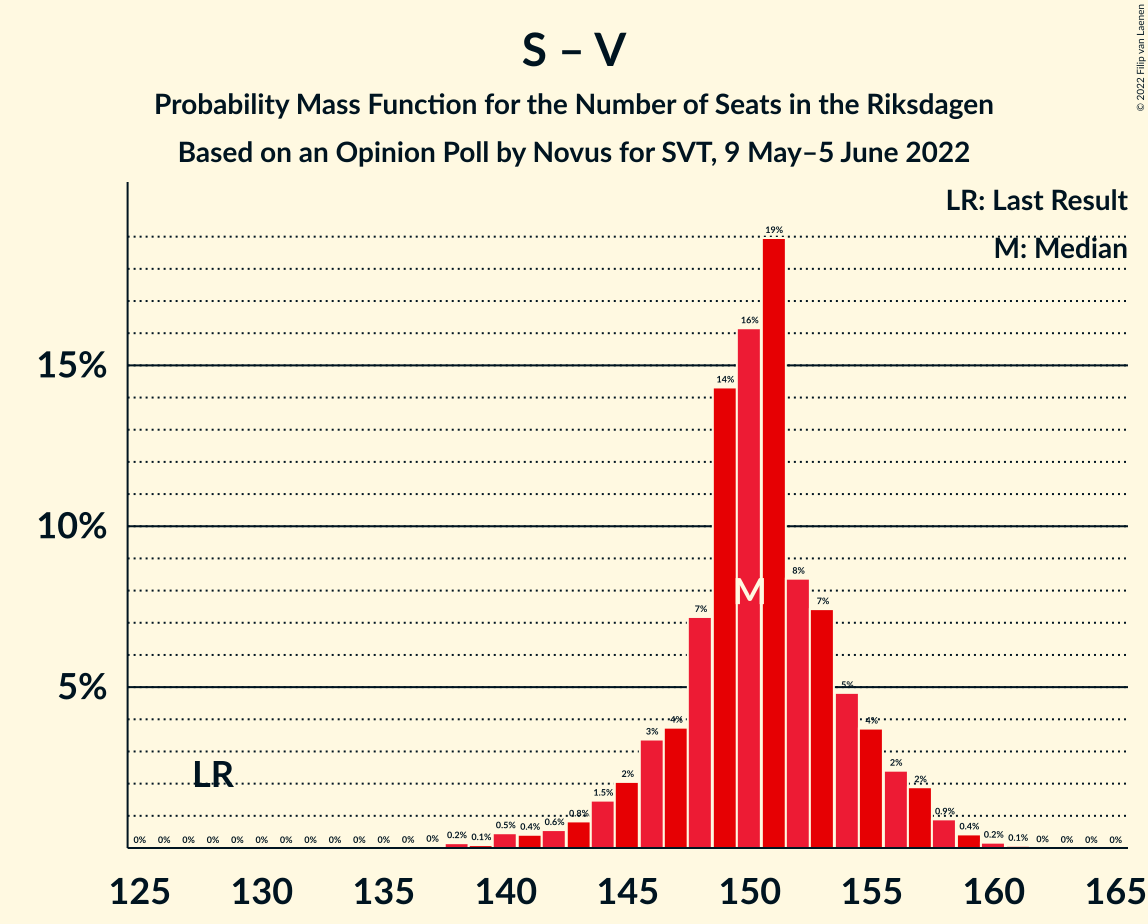 S – V
Probability Mass Function for the Number of Seats in the Riksdagen
Based on an Opinion Poll by Novus for SVT, 9 May–5 June 2022
© 2022 Filip van Laenen
LR: Last Result
M: Median
15%
10%
5%
LR
M
0% 0% 0% 0% 0% 0% 0% 0% 0% 0% 0% 0% 0% 0.2% 0.1% 0.5% 0.4% 0.6% 0.8% 1.5% 2% 3% 4% 7% 14% 16% 19% 8% 7% 5% 4% 2% 2% 0.9% 0.4% 0.2% 0.1% 0% 0% 0% 0%
125 130 135 140 145 150 155 160 165